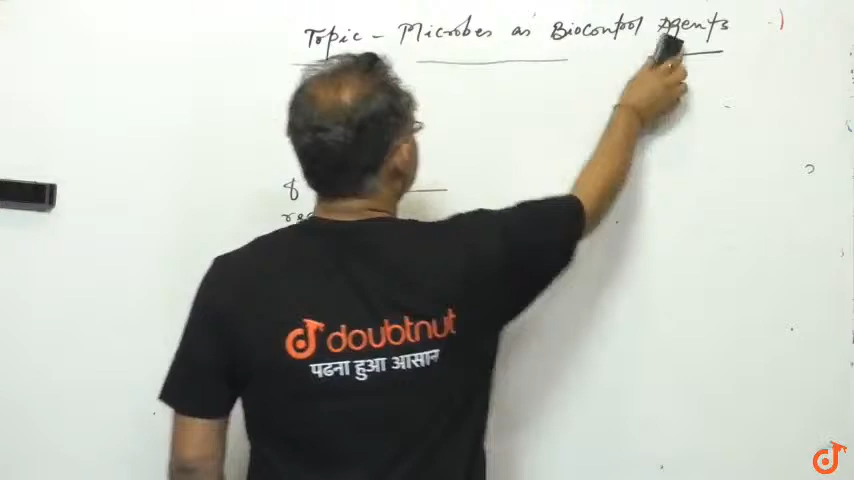 Topic - Microbes as Biocontrol Agents
doubtnut
पढना हुआ आसान